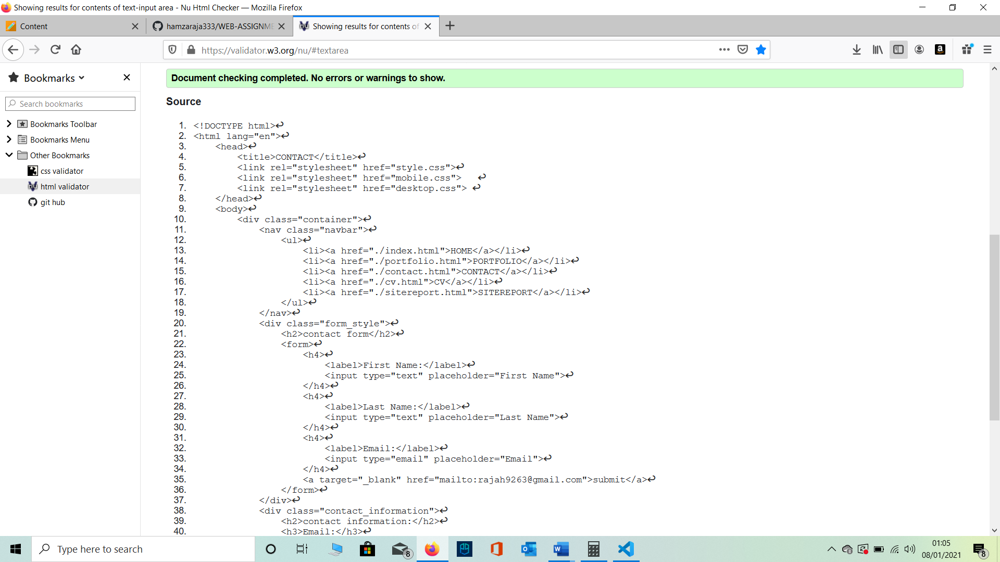 Showing results for contents of text-input area - Nu Html Checker — Mozilla Firefox
Content
hamzaraja333/WEB-ASSIGNME
Showing results for contents of
https://validator.w3.org/nu/#textarea
Bookmarks
Search bookmarks
Bookmarks Toolbar
Bookmarks Menu
Other Bookmarks
css validator
html validator
git hub
Document checking completed. No errors or warnings to show.
Source
1. <!DOCTYPE html>↩
2. <html lang="en">↩
3. <head>↩
4. <title>CONTACT</title>↩
5. <link rel="stylesheet" href="style.css">↩
6. <link rel="stylesheet" href="mobile.css"> ↩
7. <link rel="stylesheet" href="desktop.css"> ↩
8. </head>↩
9. <body>↩
10. <div class="container">↩
11. <nav class="navbar">↩
12. <ul>↩
13. <li><a href="./index.html">HOME</a></li>↩
14. <li><a href="./portfolio.html">PORTFOLIO</a></li>↩
15. <li><a href="./contact.html">CONTACT</a></li>↩
16. <li><a href="./cv.html">CV</a></li>↩
17. <li><a href="./sitereport.html">SITEREPORT</a></li>↩
18. </ul>↩
19. </nav>↩
20. <div class="form_style">↩
21. <h2>contact form</h2>↩
22. <form>↩
23. <h4>↩
24. <label>First Name:</label>↩
25. <input type="text" placeholder="First Name">↩
26. </h4>↩
27. <h4>↩
28. <label>Last Name:</label>↩
29. <input type="text" placeholder="Last Name">↩
30. </h4>↩
31. <h4>↩
32. <label>Email:</label>↩
33. <input type="email" placeholder="Email">↩
34. </h4>↩
35. <a target="_blank" href="mailto:rajah9263@gmail.com">submit</a>↩
36. </form>↩
37. </div>↩
38. <div class="contact_information">↩
39. <h2>contact information:</h2>↩
40. <h3>Email:</h3>↩
Type here to search
8
01:05
08/01/2021
8